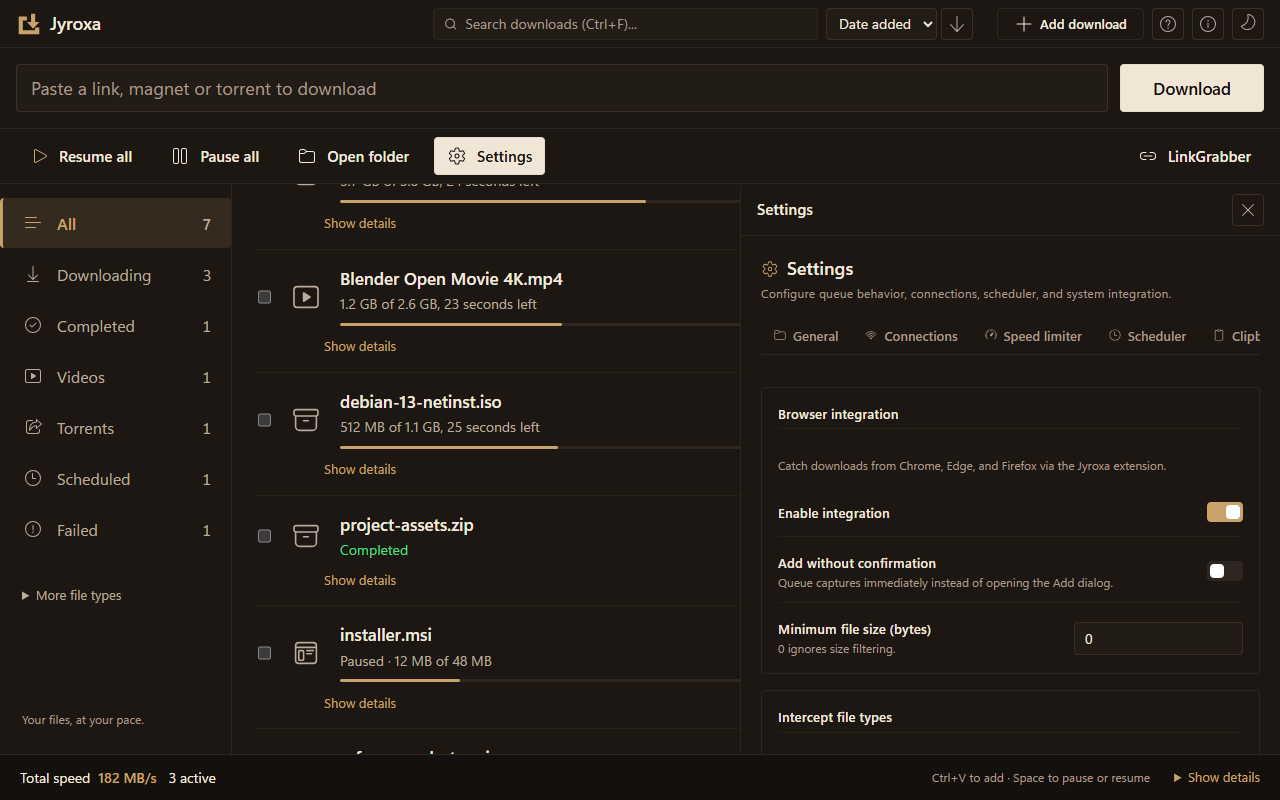 Jyroxa
Search downloads (Ctrl+F)...
Date added
Add download
Paste a link, magnet or torrent to download
Download
Resume all
Pause all
Open folder
Settings
LinkGrabber
All 7
Downloading 3
Completed 1
Videos 1
Torrents 1
Scheduled 1
Failed 1
More file types
Your files, at your pace.
Show details
Blender Open Movie 4K.mp4
1.2 GB of 2.6 GB, 23 seconds left
Show details
debian-13-netinst.iso
512 MB of 1.1 GB, 25 seconds left
Show details
project-assets.zip
Completed
Show details
installer.msi
Paused · 12 MB of 48 MB
Show details
Settings
Settings
Configure queue behavior, connections, scheduler, and system integration.
General
Connections
Speed limiter
Scheduler
Clipb
Browser integration
Catch downloads from Chrome, Edge, and Firefox via the Jyroxa extension.
Enable integration
Add without confirmation
Queue captures immediately instead of opening the Add dialog.
Minimum file size (bytes)
0 ignores size filtering.
0
Intercept file types
Total speed 182 MB/s 3 active
Ctrl+V to add · Space to pause or resume
Show details